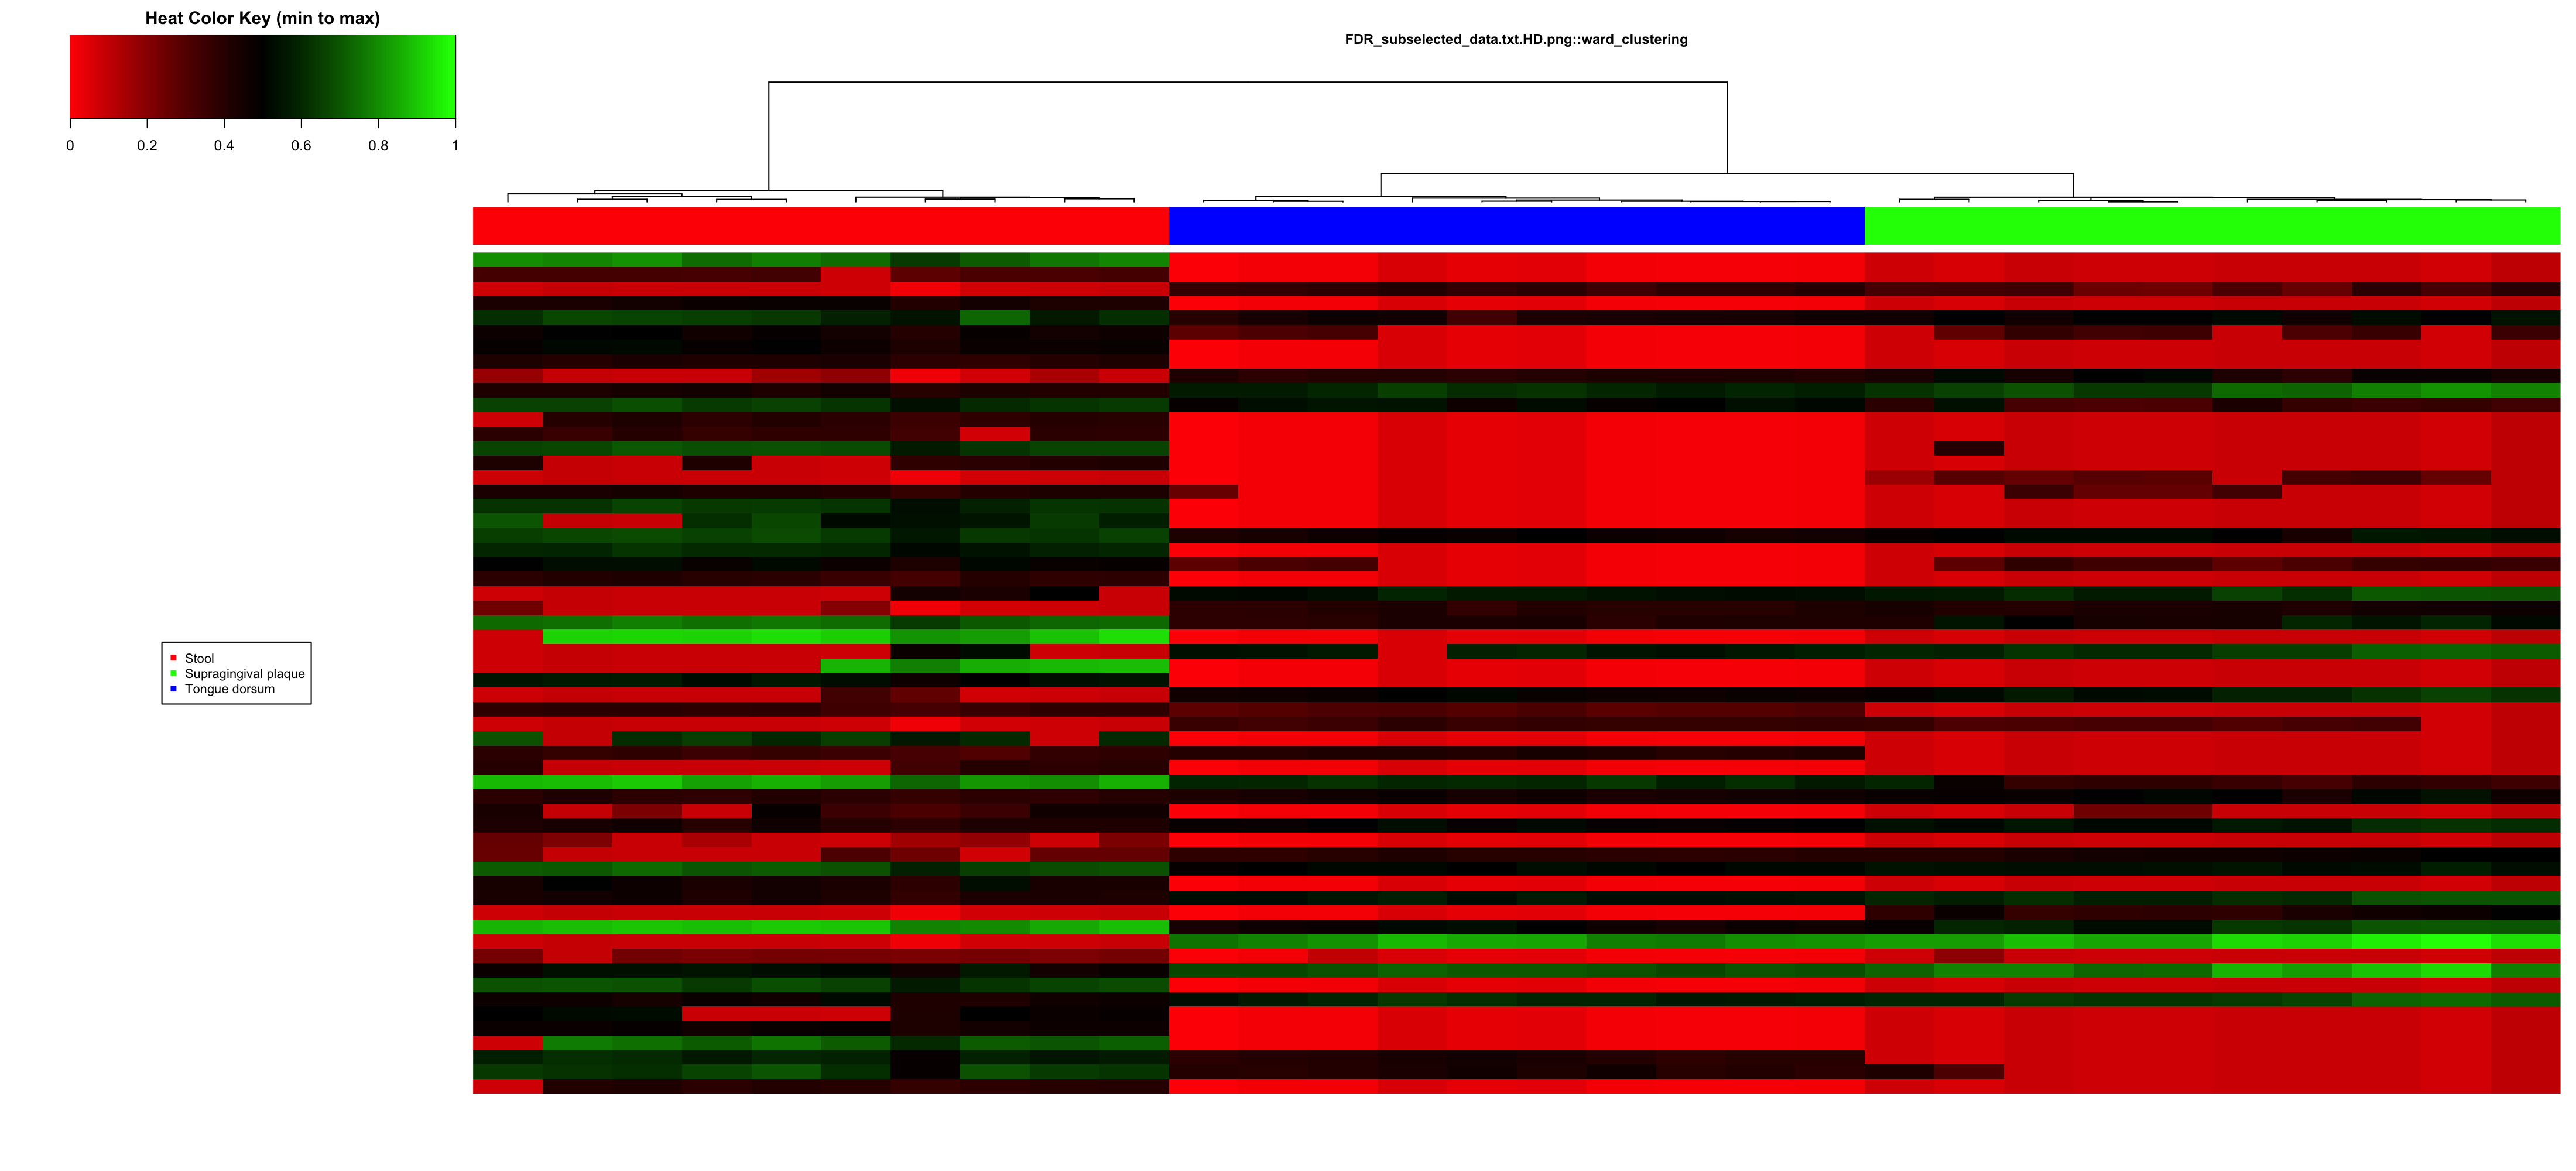 Heat Color Key (min to max)
0 0.2 0.4 0.6 0.8 1
FDR_subselected_data.txt.HD.png::ward_clustering
Stool
Supragingival plaque
Tongue dorsum